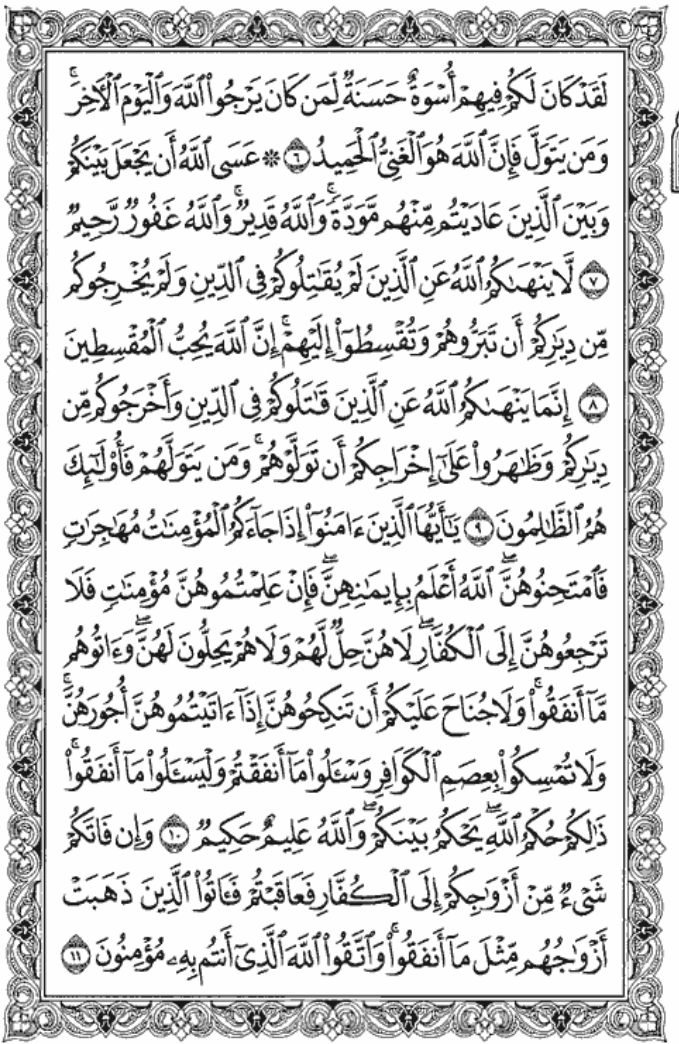 لَقَدۡ كَانَ لَكُمۡ فِيهِمۡ أُسۡوَةٌ حَسَنَةٞ لِّمَن كَانَ يَرۡجُواْ ٱللَّهَ وَٱلۡيَوۡمَ ٱلۡأٓخِرَۚ
وَمَن يَتَوَلَّ فَإِنَّ ٱللَّهَ هُوَ ٱلۡغَنِيُّ ٱلۡحَمِيدُ ٦ ۞ عَسَى ٱللَّهُ أَن يَجۡعَلَ بَيۡنَكُمۡ
وَبَيۡنَ ٱلَّذِينَ عَادَيۡتُم مِّنۡهُم مَّوَدَّةٗۚ وَٱللَّهُ قَدِيرٞۚ وَٱللَّهُ غَفُورٞ رَّحِيمٞ
٧ لَّا يَنۡهَىٰكُمُ ٱللَّهُ عَنِ ٱلَّذِينَ لَمۡ يُقَٰتِلُوكُمۡ فِي ٱلدِّينِ وَلَمۡ يُخۡرِجُوكُم
مِّن دِيَٰرِكُمۡ أَن تَبَرُّوهُمۡ وَتُقۡسِطُوٓاْ إِلَيۡهِمۡۚ إِنَّ ٱللَّهَ يُحِبُّ ٱلۡمُقۡسِطِينَ
٨ إِنَّمَا يَنۡهَىٰكُمُ ٱللَّهُ عَنِ ٱلَّذِينَ قَٰتَلُوكُمۡ فِي ٱلدِّينِ وَأَخۡرَجُوكُم مِّن
دِيَٰرِكُمۡ وَظَٰهَرُواْ عَلَىٰٓ إِخۡرَاجِكُمۡ أَن تَوَلَّوۡهُمۡۚ وَمَن يَتَوَلَّهُمۡ فَأُوْلَٰٓئِكَ
هُمُ ٱلظَّٰلِمُونَ ٩ يَٰٓأَيُّهَا ٱلَّذِينَ ءَامَنُوٓاْ إِذَا جَآءَكُمُ ٱلۡمُؤۡمِنَٰتُ مُهَٰجِرَٰتٖ
فَٱمۡتَحِنُوهُنَّۖ ٱللَّهُ أَعۡلَمُ بِإِيمَٰنِهِنَّۖ فَإِنۡ عَلِمۡتُمُوهُنَّ مُؤۡمِنَٰتٖ فَلَا
تَرۡجِعُوهُنَّ إِلَى ٱلۡكُفَّارِۖ لَا هُنَّ حِلّٞ لَّهُمۡ وَلَا هُمۡ يَحِلُّونَ لَهُنَّۖ وَءَاتُوهُم
مَّآ أَنفَقُواْۚ وَلَا جُنَاحَ عَلَيۡكُمۡ أَن تَنكِحُوهُنَّ إِذَآ ءَاتَيۡتُمُوهُنَّ أُجُورَهُنَّۚ
وَلَا تُمۡسِكُواْ بِعِصَمِ ٱلۡكَوَافِرِ وَسۡـَٔلُواْ مَآ أَنفَقۡتُمۡ وَلۡيَسۡـَٔلُواْ مَآ أَنفَقُواْۚ
ذَٰلِكُمۡ حُكۡمُ ٱللَّهِۖ يَحۡكُمُ بَيۡنَكُمۡۖ وَٱللَّهُ عَلِيمٌ حَكِيمٞ ١٠ وَإِن فَاتَكُمۡ
شَيۡءٞ مِّنۡ أَزۡوَٰجِكُمۡ إِلَى ٱلۡكُفَّارِ فَعَاقَبۡتُمۡ فَـَٔاتُواْ ٱلَّذِينَ ذَهَبَتۡ
أَزۡوَٰجُهُم مِّثۡلَ مَآ أَنفَقُواْۚ وَٱتَّقُواْ ٱللَّهَ ٱلَّذِيٓ أَنتُم بِهِۦ مُؤۡمِنُونَ ١١